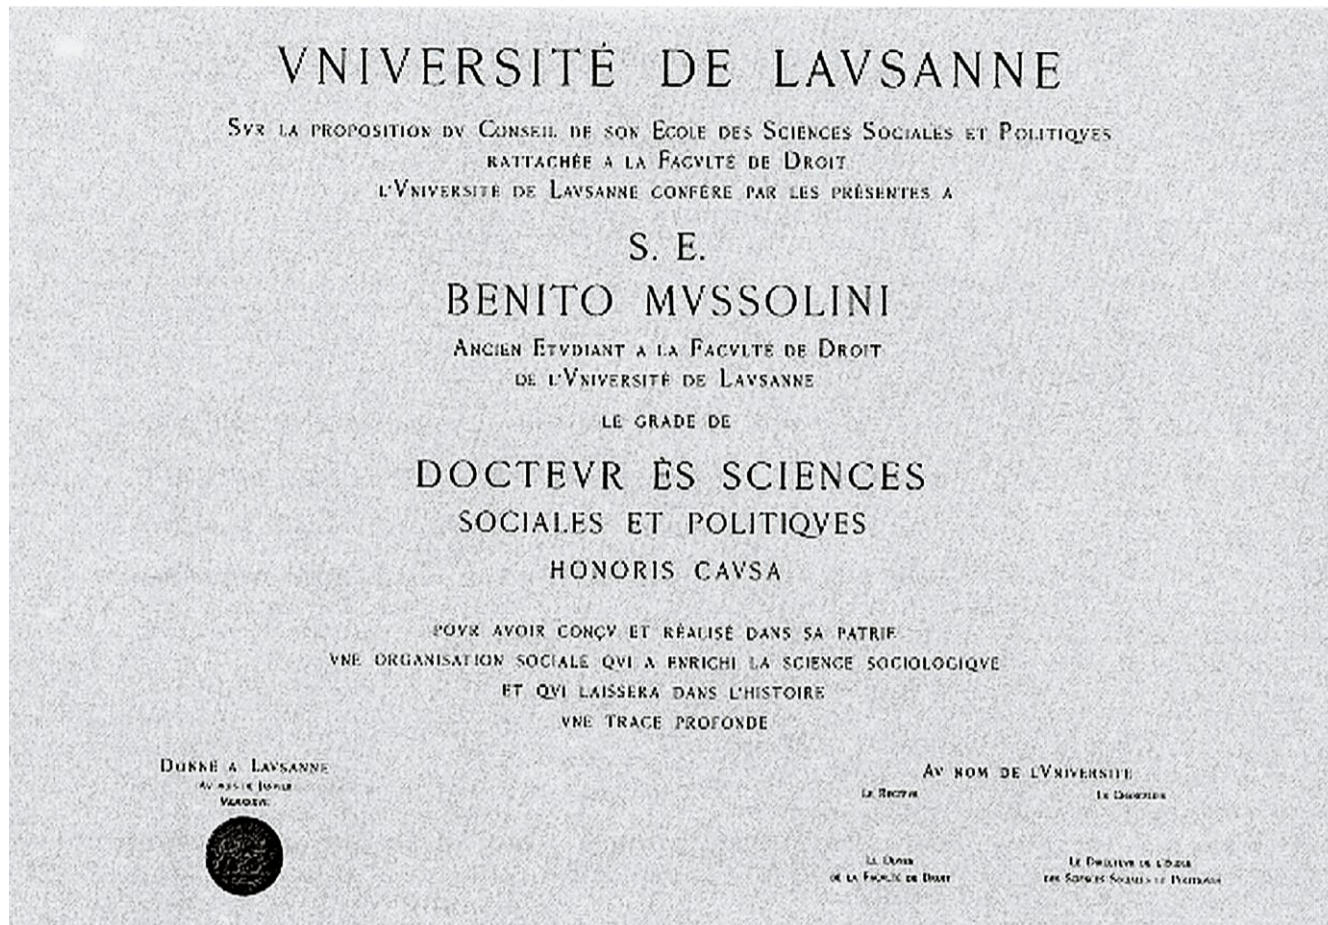 VNIVERSITÉ DE LAVSANNE
SVR LA PROPOSITION DV CONSEIL DE SON ECOLE DES SCIENCES SOCIALES ET POLITIQVES
RATTACHÉE A LA FACVLTÉ DE DROIT
L'VNIVERSITÉ DE LAVSANNE CONFÈRE PAR LES PRÉSENTES A
S. E.
BENITO MVSSOLINI
ANCIEN ETVDIANT A LA FACVLTÉ DE DROIT
DE L'VNIVERSITÉ DE LAVSANNE
LE GRADE DE
DOCTEVR ÈS SCIENCES
SOCIALES ET POLITIQVES
HONORIS CAVSA
POVR AVOIR CONÇV ET RÉALISÉ DANS SA PATRIE
VNE ORGANISATION SOCIALE QVI A ENRICHI LA SCIENCE SOCIOLOGIQVE
ET QVI LAISSERA DANS L'HISTOIRE
VNE TRACE PROFONDE
DONNÉ A LAVSANNE
AV NOM DE L'VNIVERSITÉ
LE RECTEVR
LE CHANCELIER
LE DOYEN
DE LA FACVLTÉ DE DROIT
LE DIRECTEVR DE L'ECOLE
DES SCIENCES SOCIALES ET POLITIQVES